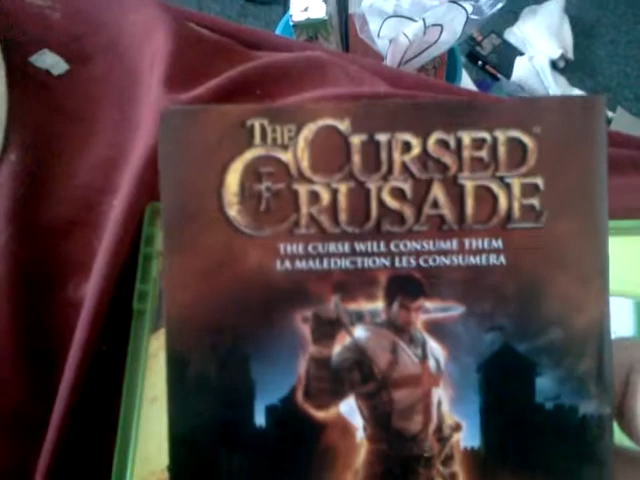 THE CURSED
CRUSADE
THE CURSE WILL CONSUME THEM
LA MALEDICTION LES CONSUMERA